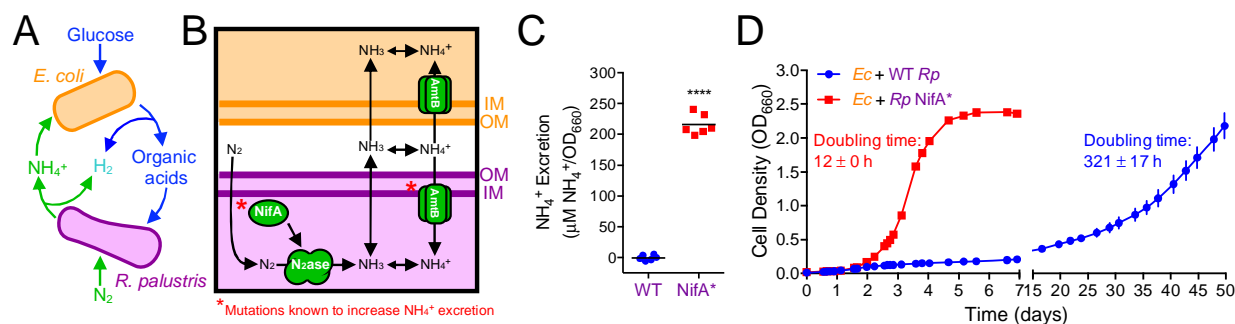 A
Glucose
E. coli
NH₄⁺
H₂
Organic
acids
R. palustris
N₂
B
NH₃
NH₄⁺
AmtB
IM
OM
N₂
NH₃
NH₄⁺
OM
IM
*
AmtB
*
NifA
N₂
N₂ase
NH₃
NH₄⁺
*Mutations known to increase NH₄⁺ excretion
C
NH₄⁺ Excretion
(μM NH₄⁺/OD₆₆₀)
300
250
200
150
100
50
0
****
WT
NifA*
D
Ec + WT Rp
Ec + Rp NifA*
Doubling time:
12 ± 0 h
Doubling time:
321 ± 17 h
Cell Density (OD₆₆₀)
3.0
2.5
2.0
1.5
1.0
0.5
0.0
0 1 2 3 4 5 6 7 15 20 25 30 35 40 45 50
Time (days)